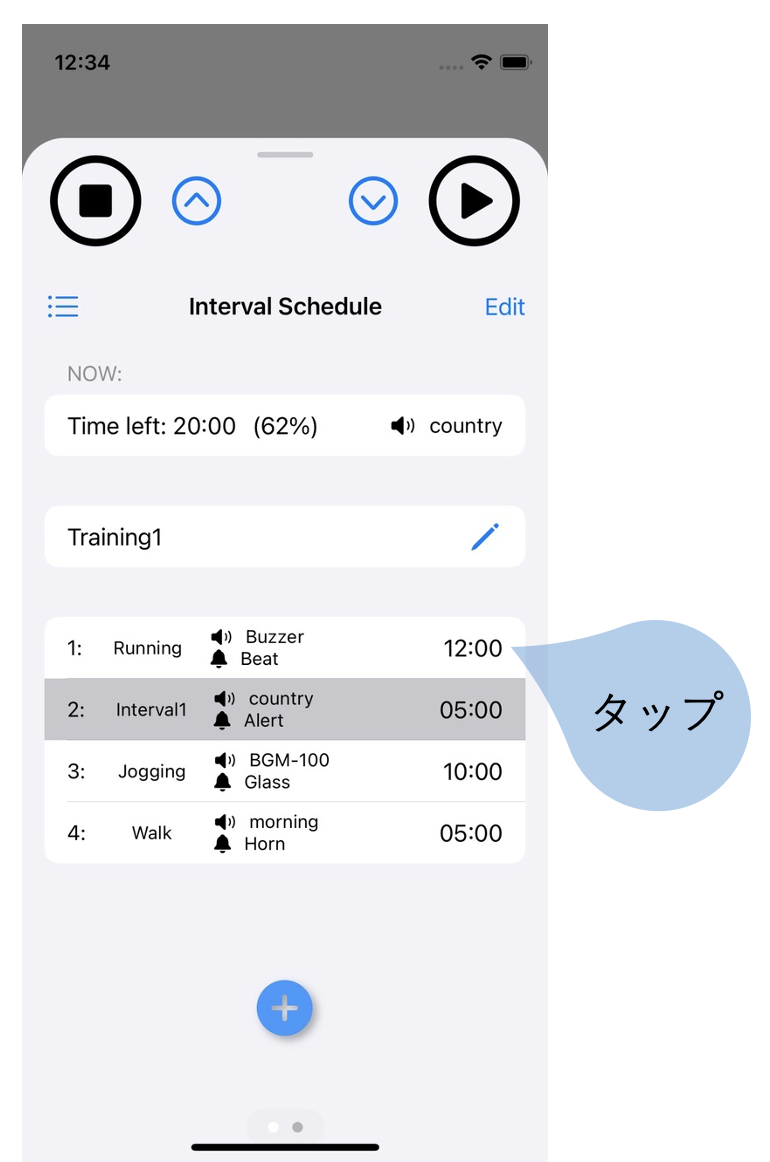 12:34
Interval Schedule Edit
NOW:
Time left: 20:00 (62%) country
Training1
1: Running Buzzer 12:00
Beat
タップ
2: Interval1 country 05:00
Alert
3: Jogging BGM-100 10:00
Glass
4: Walk morning 05:00
Horn